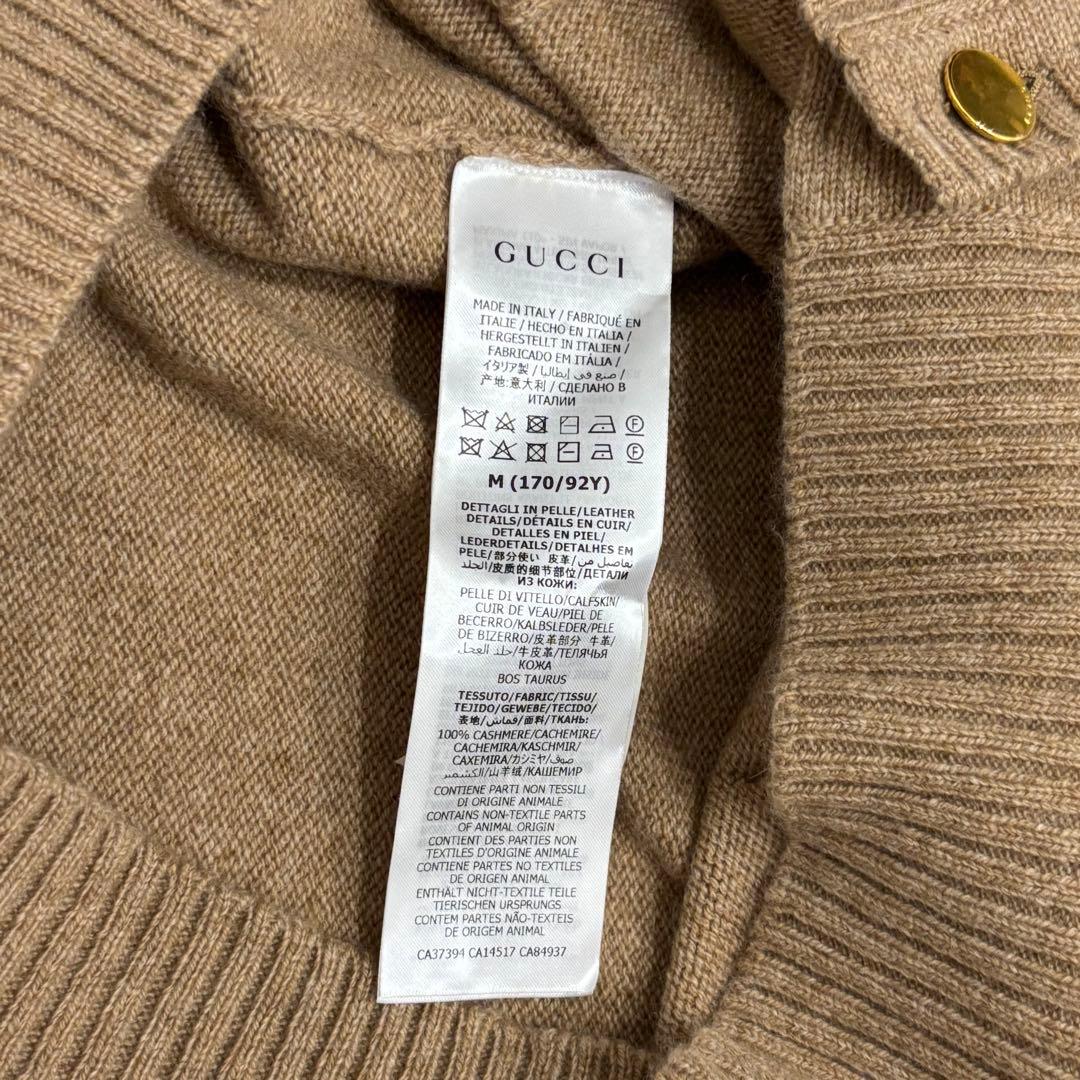 GUCCI
MADE IN ITALY / FABRIQUÉ EN
ITALIE / HECHO EN ITALIA /
HERGESTELLT IN ITALIEN /
FABRICADO EM ITÁLIA /
イタリア製 / صنع في إيطاليا /
产地:意大利 / СДЕЛАНО В
ИТАЛИИ
F
F
M (170/92Y)
DETTAGLI IN PELLE/LEATHER
DETAILS/DÉTAILS EN CUIR/
DETALLES EN PIEL/
LEDERDETAILS/DETALHES EM
PELE/部分使い 皮革/تفاصيل من
الجلد/皮质的细节部位/ДЕТАЛИ
ИЗ КОЖИ:
PELLE DI VITELLO/CALFSKIN/
CUIR DE VEAU/PIEL DE
BECERRO/KALBSLEDER/PELE
DE BIZERRO/皮革部分 牛革/
جلد العجل/牛皮革/ТЕЛЯЧЬЯ
КОЖА
BOS TAURUS
TESSUTO/FABRIC/TISSU/
TEJIDO/GEWEBE/TECIDO/
表地/قماش/面料/ТКАНЬ:
100% CASHMERE/CACHEMIRE/
CACHEMIRA/KASCHMIR/
CAXEMIRA/カシミヤ/صوف
الكشمير/山羊绒/КАШЕМИР
CONTIENE PARTI NON TESSILI
DI ORIGINE ANIMALE
CONTAINS NON-TEXTILE PARTS
OF ANIMAL ORIGIN
CONTIENT DES PARTIES NON
TEXTILES D'ORIGINE ANIMALE
CONTIENE PARTES NO TEXTILES
DE ORIGEN ANIMAL
ENTHÄLT NICHT-TEXTILE TEILE
TIERISCHEN URSPRUNGS
CONTEM PARTES NÃO-TEXTEIS
DE ORIGEM ANIMAL
CA37394 CA14517 CA84937